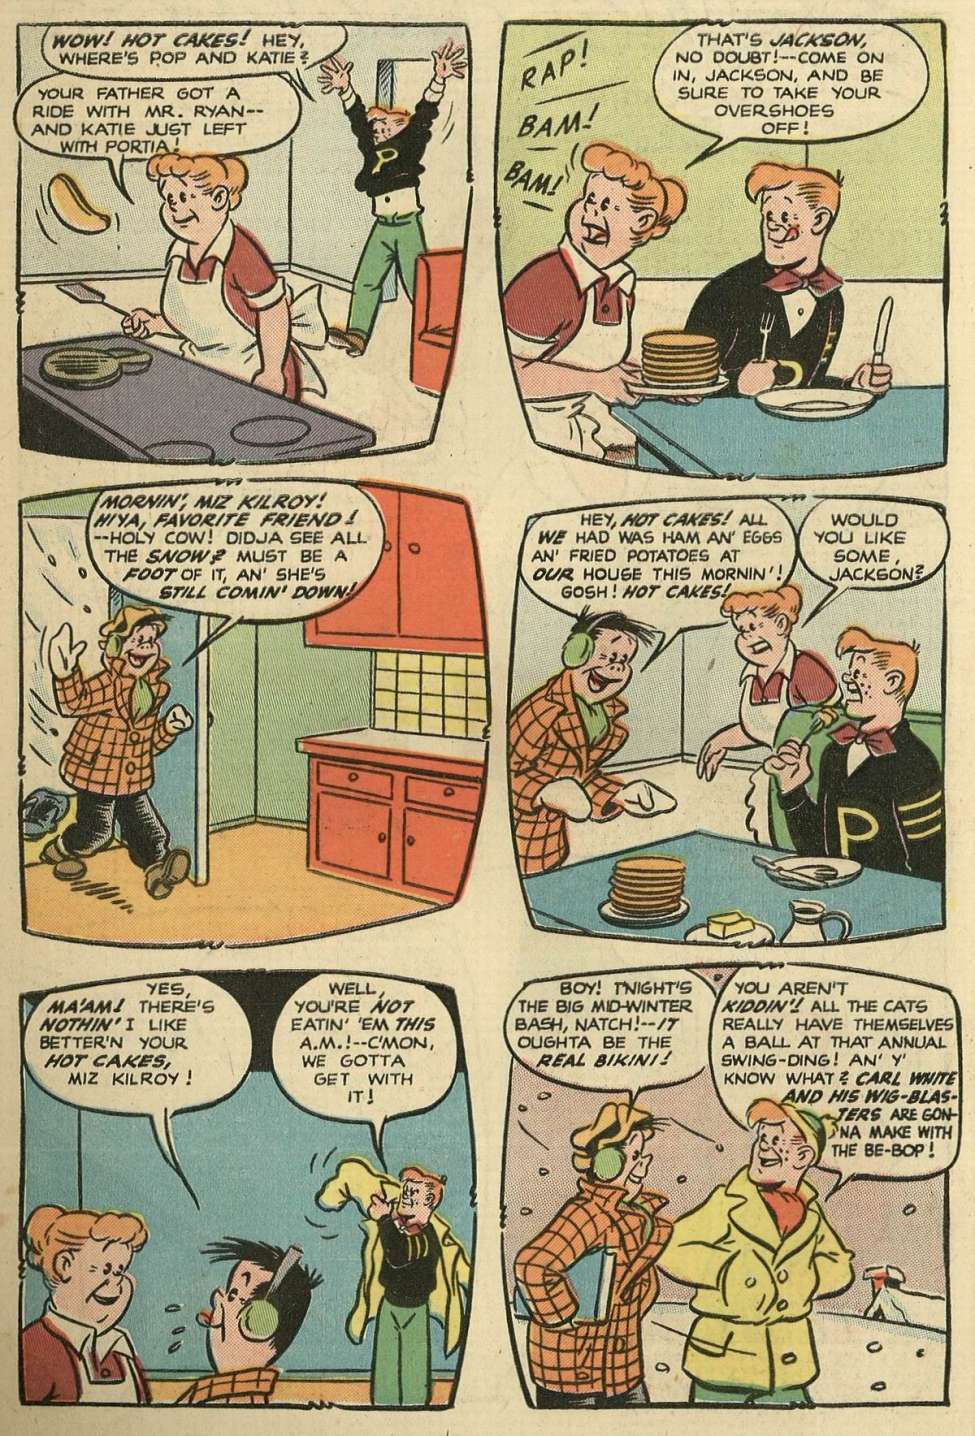 WOW! HOT CAKES! HEY,
WHERE'S POP AND KATIE?
YOUR FATHER GOT A
RIDE WITH MR. RYAN--
AND KATIE JUST LEFT
WITH PORTIA!
P
RAP!
BAM!
BAM!
THAT'S JACKSON,
NO DOUBT!--COME ON
IN, JACKSON, AND BE
SURE TO TAKE YOUR
OVERSHOES
OFF!
P
MORNIN', MIZ KILROY!
HIYA, FAVORITE FRIEND!
--HOLY COW! DIDJA SEE ALL
THE SNOW? MUST BE A
FOOT OF IT, AN' SHE'S
STILL COMIN' DOWN!
HEY, HOT CAKES! ALL
WE HAD WAS HAM AN' EGGS
AN' FRIED POTATOES AT
OUR HOUSE THIS MORNIN'!
GOSH! HOT CAKES!
WOULD
YOU LIKE
SOME,
JACKSON?
P
YES,
MA'AM! THERE'S
NOTHIN' I LIKE
BETTER'N YOUR
HOT CAKES,
MIZ KILROY!
WELL,
YOU'RE NOT
EATIN' 'EM THIS
A.M.!--C'MON,
WE GOTTA
GET WITH
IT!
BOY! T'NIGHT'S
THE BIG MID-WINTER
BASH, NATCH!--IT
OUGHTA BE THE
REAL BIKINI!
YOU AREN'T
KIDDIN'! ALL THE CATS
REALLY HAVE THEMSELVES
A BALL AT THAT ANNUAL
SWING-DING! AN' Y'
KNOW WHAT? CARL WHITE
AND HIS WIG-BLAS-
TERS ARE GON-
'NA MAKE WITH
THE BE-BOP!